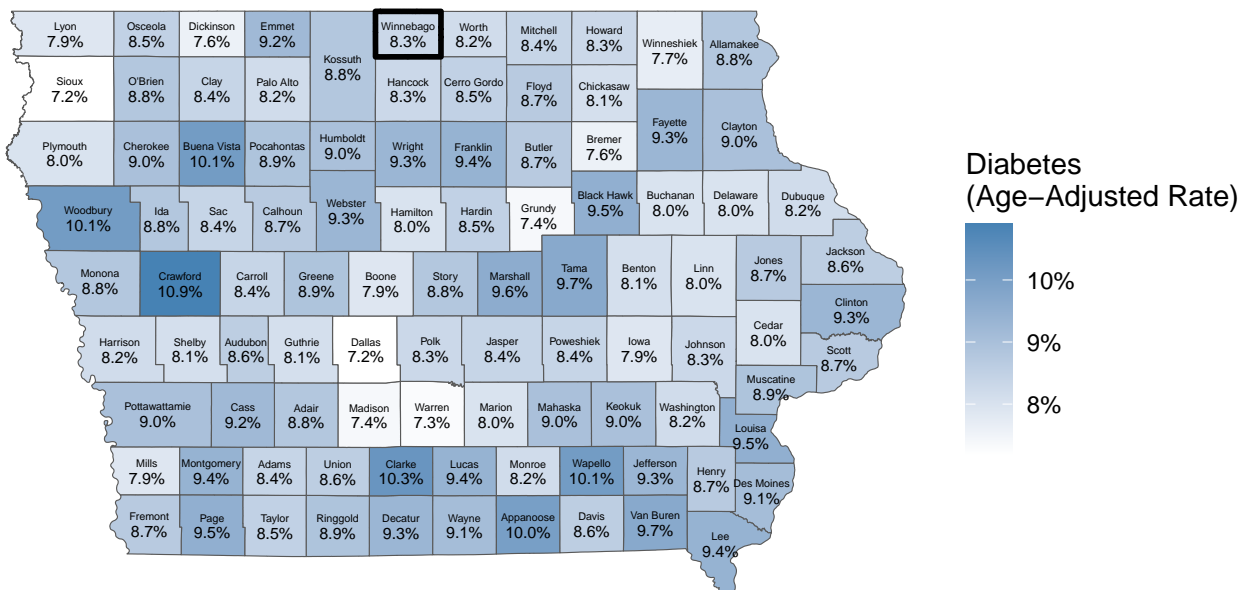 Lyon
7.9%
Osceola
8.5%
Dickinson
7.6%
Emmet
9.2%
Kossuth
8.8%
Winnebago
8.3%
Worth
8.2%
Mitchell
8.4%
Howard
8.3%
Winneshiek
7.7%
Allamakee
8.8%
Sioux
7.2%
O'Brien
8.8%
Clay
8.4%
Palo Alto
8.2%
Hancock
8.3%
Cerro Gordo
8.5%
Floyd
8.7%
Chickasaw
8.1%
Plymouth
8.0%
Cherokee
9.0%
Buena Vista
10.1%
Pocahontas
8.9%
Humboldt
9.0%
Wright
9.3%
Franklin
9.4%
Butler
8.7%
Bremer
7.6%
Fayette
9.3%
Clayton
9.0%
Woodbury
10.1%
Ida
8.8%
Sac
8.4%
Calhoun
8.7%
Webster
9.3%
Hamilton
8.0%
Hardin
8.5%
Grundy
7.4%
Black Hawk
9.5%
Buchanan
8.0%
Delaware
8.0%
Dubuque
8.2%
Monona
8.8%
Crawford
10.9%
Carroll
8.4%
Greene
8.9%
Boone
7.9%
Story
8.8%
Marshall
9.6%
Tama
9.7%
Benton
8.1%
Linn
8.0%
Jones
8.7%
Jackson
8.6%
Clinton
9.3%
Harrison
8.2%
Shelby
8.1%
Audubon
8.6%
Guthrie
8.1%
Dallas
7.2%
Polk
8.3%
Jasper
8.4%
Poweshiek
8.4%
Iowa
7.9%
Johnson
8.3%
Cedar
8.0%
Scott
8.7%
Muscatine
8.9%
Pottawattamie
9.0%
Cass
9.2%
Adair
8.8%
Madison
7.4%
Warren
7.3%
Marion
8.0%
Mahaska
9.0%
Keokuk
9.0%
Washington
8.2%
Louisa
9.5%
Mills
7.9%
Montgomery
9.4%
Adams
8.4%
Union
8.6%
Clarke
10.3%
Lucas
9.4%
Monroe
8.2%
Wapello
10.1%
Jefferson
9.3%
Henry
8.7%
Des Moines
9.1%
Fremont
8.7%
Page
9.5%
Taylor
8.5%
Ringgold
8.9%
Decatur
9.3%
Wayne
9.1%
Appanoose
10.0%
Davis
8.6%
Van Buren
9.7%
Lee
9.4%
Diabetes
(Age−Adjusted Rate)
10%
9%
8%